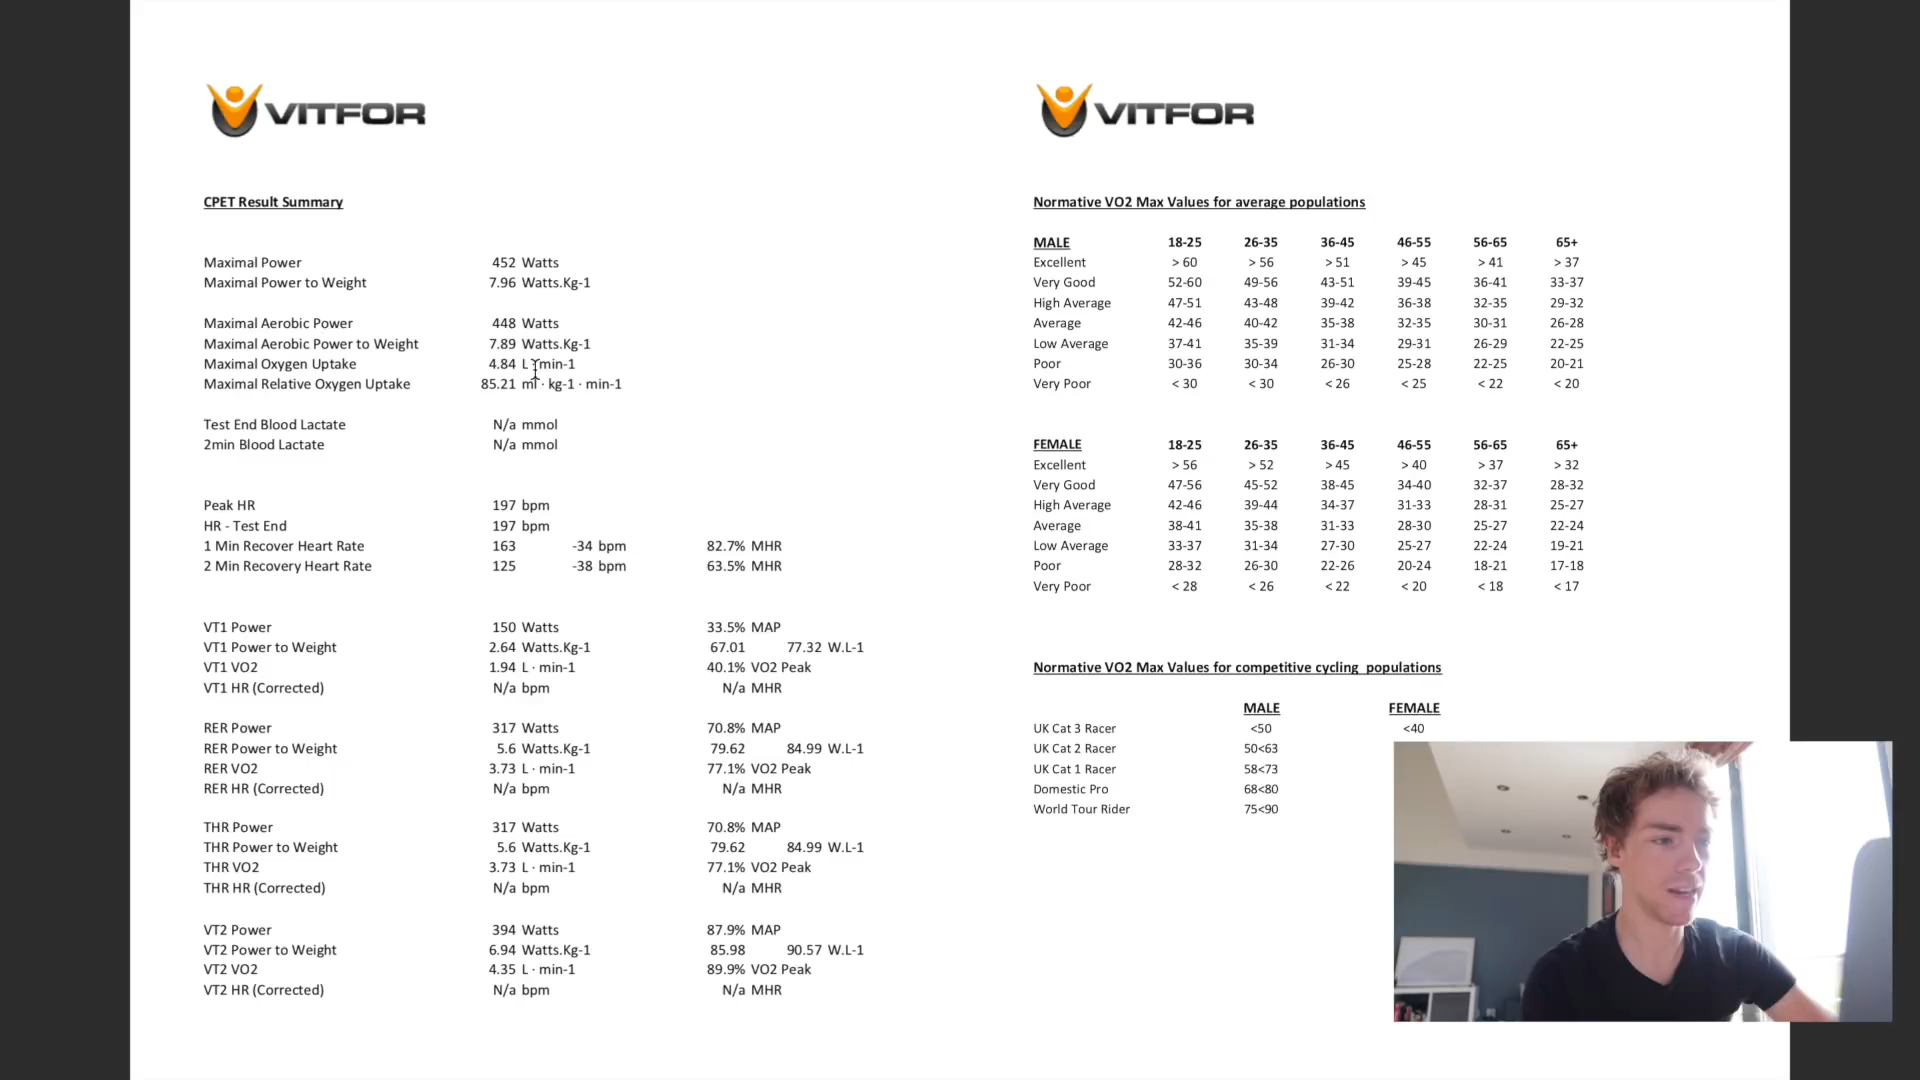 VITFOR
CPET Result Summary
Maximal Power 452 Watts
Maximal Power to Weight 7.96 Watts.Kg-1
Maximal Aerobic Power 448 Watts
Maximal Aerobic Power to Weight 7.89 Watts.Kg-1
Maximal Oxygen Uptake 4.84 L · min-1
Maximal Relative Oxygen Uptake 85.21 ml · kg-1 · min-1
Test End Blood Lactate N/a mmol
2min Blood Lactate N/a mmol
Peak HR 197 bpm
HR - Test End 197 bpm
1 Min Recover Heart Rate 163 -34 bpm 82.7% MHR
2 Min Recovery Heart Rate 125 -38 bpm 63.5% MHR
VT1 Power 150 Watts 33.5% MAP
VT1 Power to Weight 2.64 Watts.Kg-1 67.01 77.32 W.L-1
VT1 VO2 1.94 L · min-1 40.1% VO2 Peak
VT1 HR (Corrected) N/a bpm N/a MHR
RER Power 317 Watts 70.8% MAP
RER Power to Weight 5.6 Watts.Kg-1 79.62 84.99 W.L-1
RER VO2 3.73 L · min-1 77.1% VO2 Peak
RER HR (Corrected) N/a bpm N/a MHR
THR Power 317 Watts 70.8% MAP
THR Power to Weight 5.6 Watts.Kg-1 79.62 84.99 W.L-1
THR VO2 3.73 L · min-1 77.1% VO2 Peak
THR HR (Corrected) N/a bpm N/a MHR
VT2 Power 394 Watts 87.9% MAP
VT2 Power to Weight 6.94 Watts.Kg-1 85.98 90.57 W.L-1
VT2 VO2 4.35 L · min-1 89.9% VO2 Peak
VT2 HR (Corrected) N/a bpm N/a MHR
VITFOR
Normative VO2 Max Values for average populations
MALE 18-25 26-35 36-45 46-55 56-65 65+
Excellent > 60 > 56 > 51 > 45 > 41 > 37
Very Good 52-60 49-56 43-51 39-45 36-41 33-37
High Average 47-51 43-48 39-42 36-38 32-35 29-32
Average 42-46 40-42 35-38 32-35 30-31 26-28
Low Average 37-41 35-39 31-34 29-31 26-29 22-25
Poor 30-36 30-34 26-30 25-28 22-25 20-21
Very Poor < 30 < 30 < 26 < 25 < 22 < 20
FEMALE 18-25 26-35 36-45 46-55 56-65 65+
Excellent > 56 > 52 > 45 > 40 > 37 > 32
Very Good 47-56 45-52 38-45 34-40 32-37 28-32
High Average 42-46 39-44 34-37 31-33 28-31 25-27
Average 38-41 35-38 31-33 28-30 25-27 22-24
Low Average 33-37 31-34 27-30 25-27 22-24 19-21
Poor 28-32 26-30 22-26 20-24 18-21 17-18
Very Poor < 28 < 26 < 22 < 20 < 18 < 17
Normative VO2 Max Values for competitive cycling populations
MALE FEMALE
UK Cat 3 Racer <50 <40
UK Cat 2 Racer 50<63
UK Cat 1 Racer 58<73
Domestic Pro 68<80
World Tour Rider 75<90